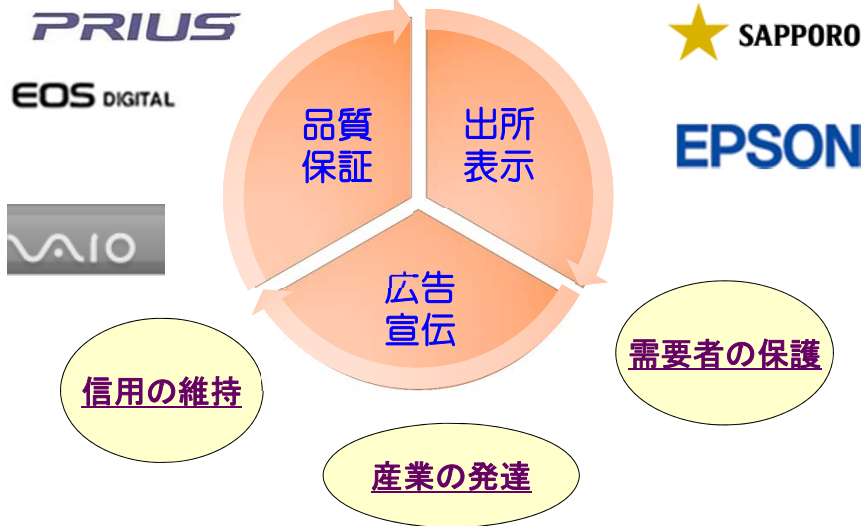 PRIUS
SAPPORO
EOS DIGITAL
品質
保証
出所
表示
EPSON
VAIO
広告
宣伝
需要者の保護
信用の維持
産業の発達